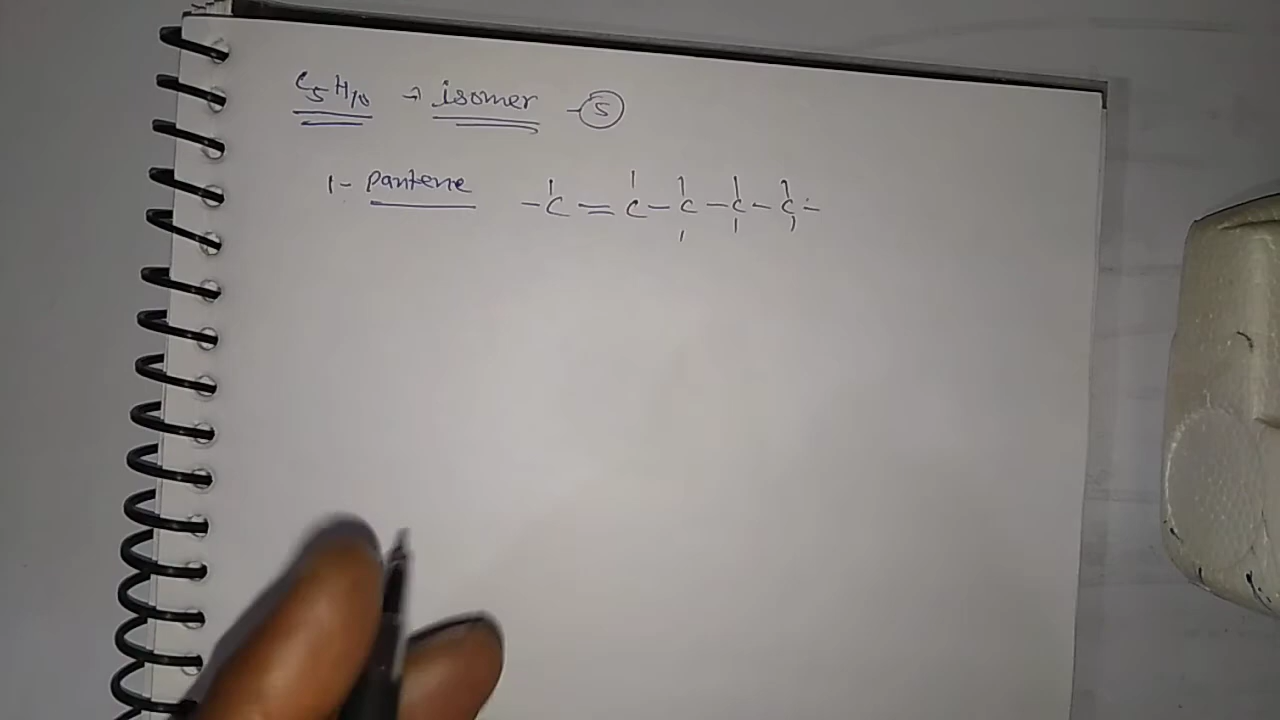 C5H10 → isomer - 5
1- Pantene -C=C-C-C-C-